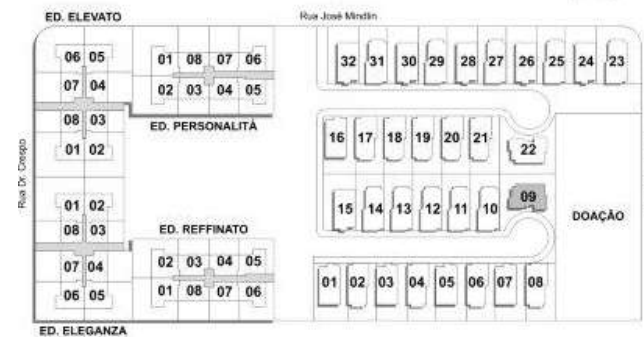 ED. ELEVATO
Rua José Mindlin
06 05
01 08 07 06
07 04
02 03 04 05
08 03
ED. PERSONALITÀ
01 02
32 31 30 29 28 27 26 25 24 23
16 17 18 19 20 21
22
Rua Dr. Crespo
01 02
08 03
ED. REFFINATO
07 04
02 03 04 05
06 05
01 08 07 06
ED. ELEGANZA
15 14 13 12 11 10
09
DOAÇÃO
01 02 03 04 05 06 07 08